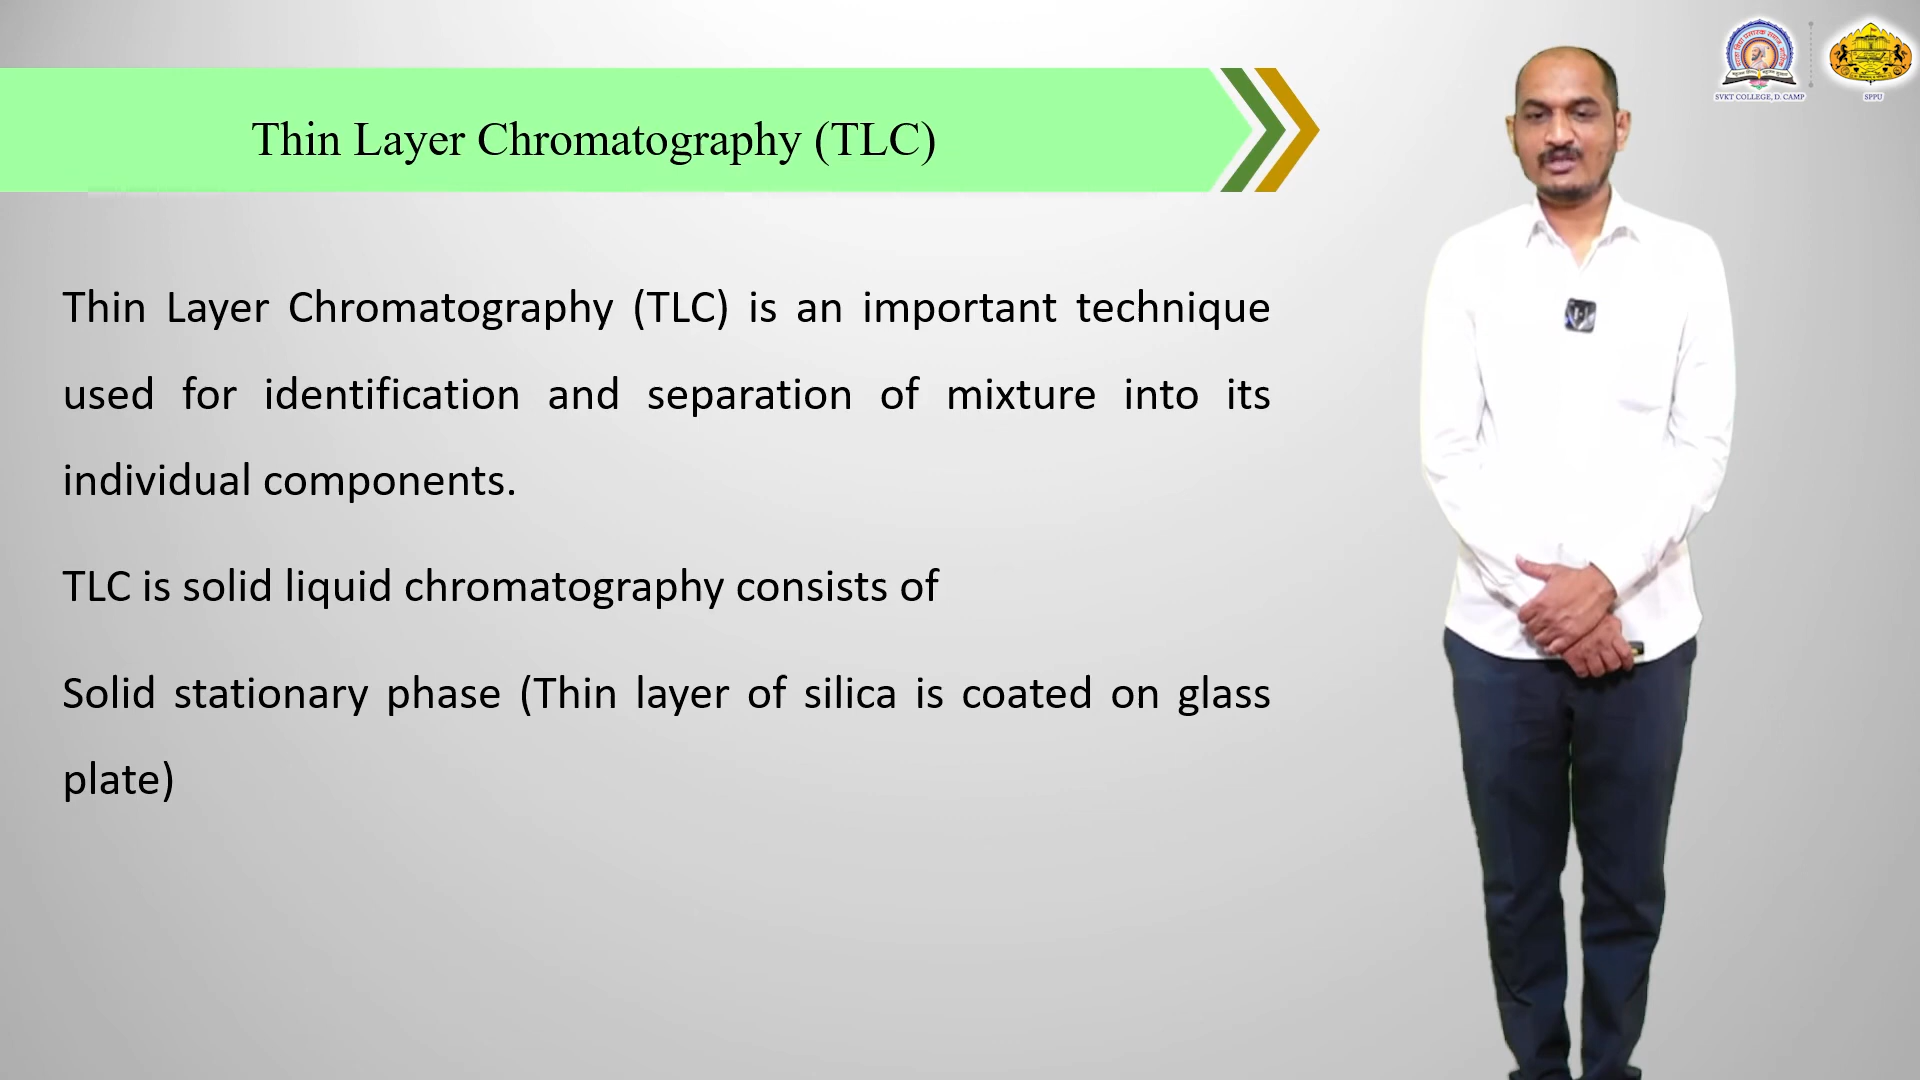 Thin Layer Chromatography (TLC)
SVKT COLLEGE, D. CAMP
SPPU
Thin Layer Chromatography (TLC) is an important technique
used for identification and separation of mixture into its
individual components.
TLC is solid liquid chromatography consists of
Solid stationary phase (Thin layer of silica is coated on glass
plate)